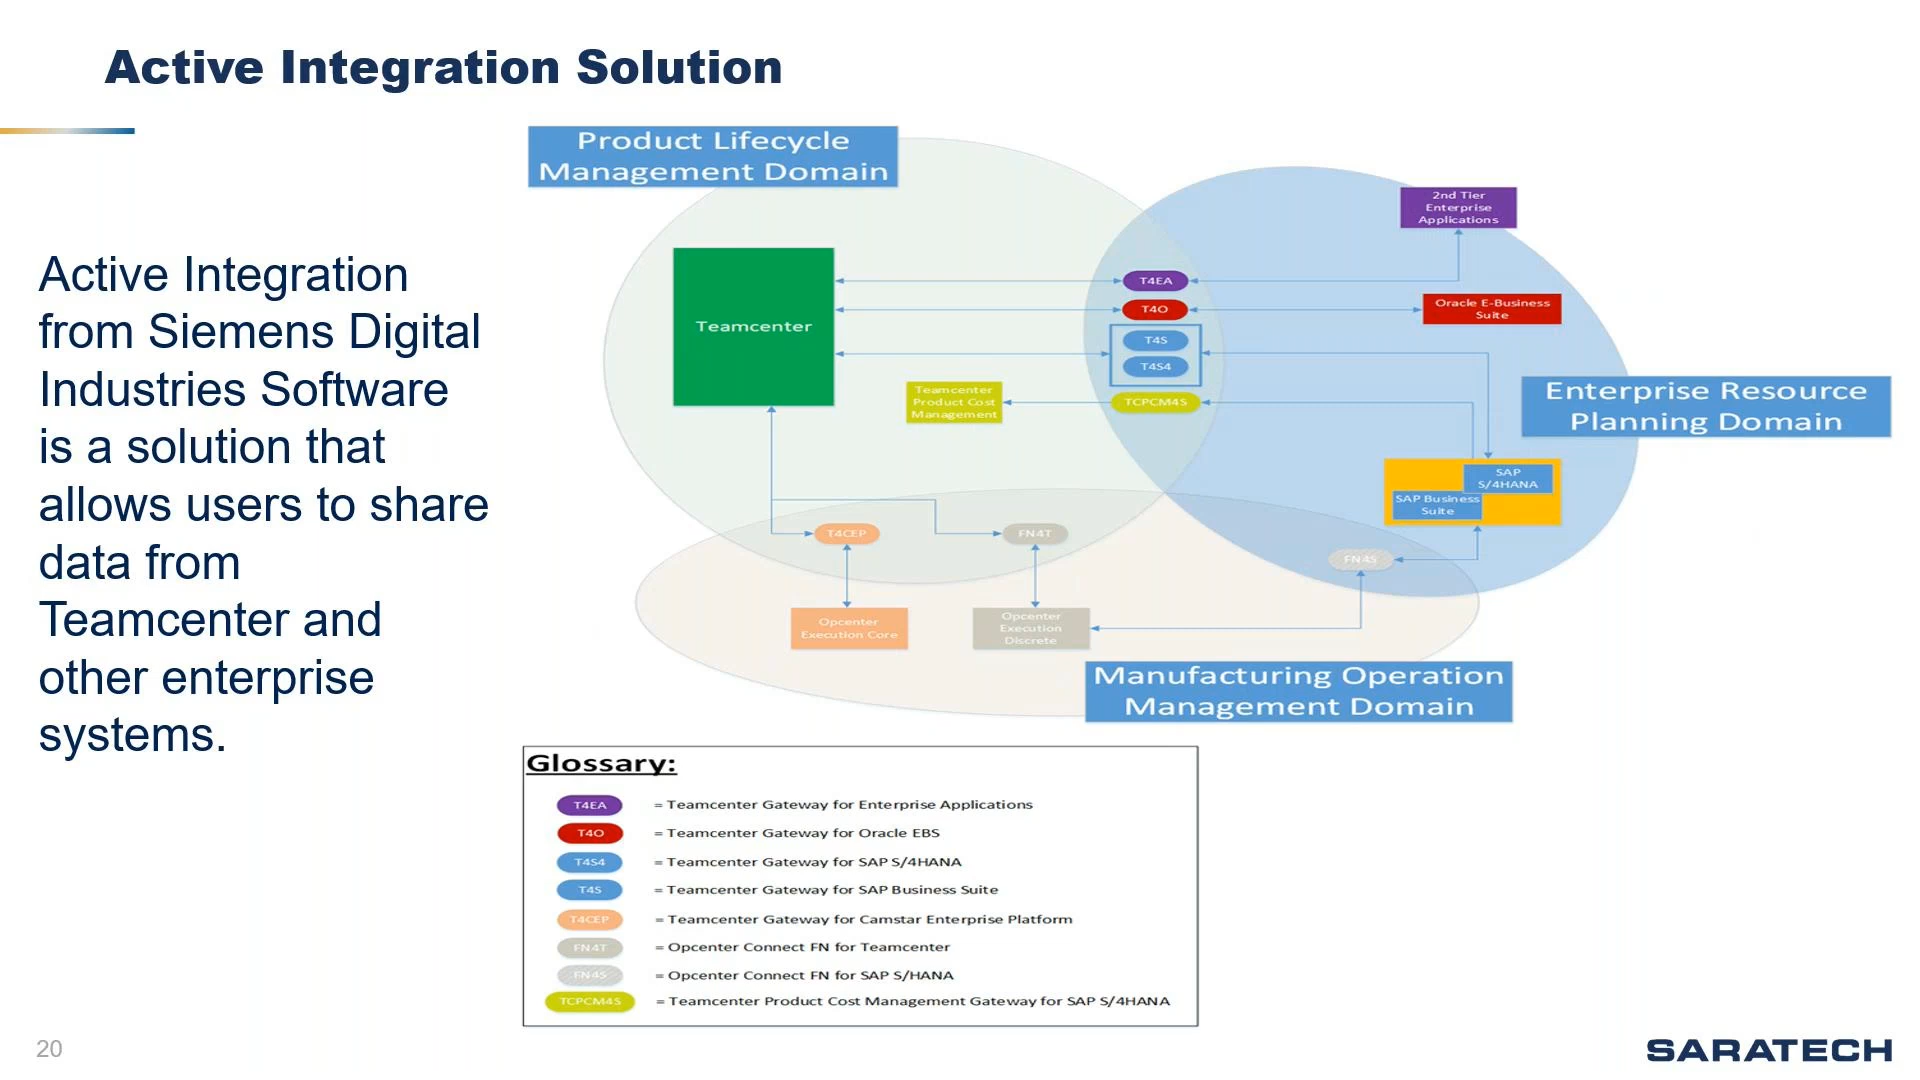 Active Integration Solution
Active Integration
from Siemens Digital
Industries Software
is a solution that
allows users to share
data from
Teamcenter and
other enterprise
systems.
Product Lifecycle
Management Domain
2nd Tier
Enterprise
Applications
Teamcenter
T4EA
T4O
Oracle E-Business
Suite
T4S
T4S4
Teamcenter
Product Cost
Management
TCPCM4S
Enterprise Resource
Planning Domain
SAP
S/4HANA
SAP Business
Suite
T4CEP
FN4T
FN4S
Opcenter
Execution Core
Opcenter
Execution
Discrete
Manufacturing Operation
Management Domain
Glossary:
T4EA = Teamcenter Gateway for Enterprise Applications
T4O = Teamcenter Gateway for Oracle EBS
T4S4 = Teamcenter Gateway for SAP S/4HANA
T4S = Teamcenter Gateway for SAP Business Suite
T4CEP = Teamcenter Gateway for Camstar Enterprise Platform
FN4T = Opcenter Connect FN for Teamcenter
FN4S = Opcenter Connect FN for SAP S/HANA
TCPCM4S = Teamcenter Product Cost Management Gateway for SAP S/4HANA
20
SARATECH